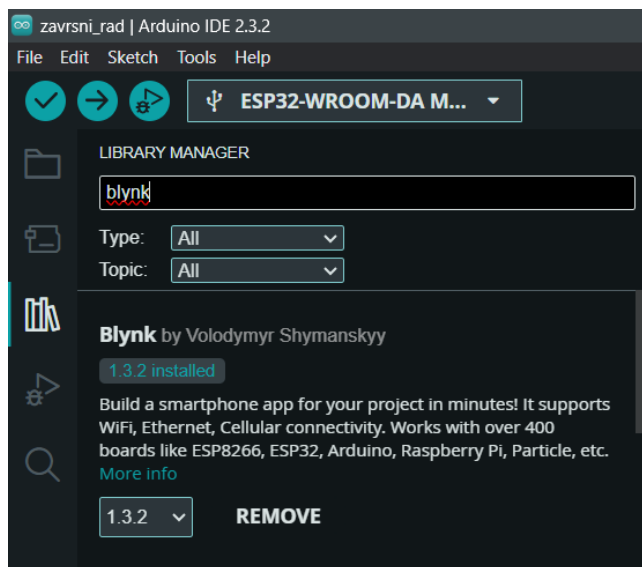 zavrsni_rad | Arduino IDE 2.3.2
File Edit Sketch Tools Help
ESP32-WROOM-DA M...
LIBRARY MANAGER
blynk
Type: All
Topic: All
Blynk by Volodymyr Shymanskyy
1.3.2 installed
Build a smartphone app for your project in minutes! It supports
WiFi, Ethernet, Cellular connectivity. Works with over 400
boards like ESP8266, ESP32, Arduino, Raspberry Pi, Particle, etc.
More info
1.3.2 REMOVE